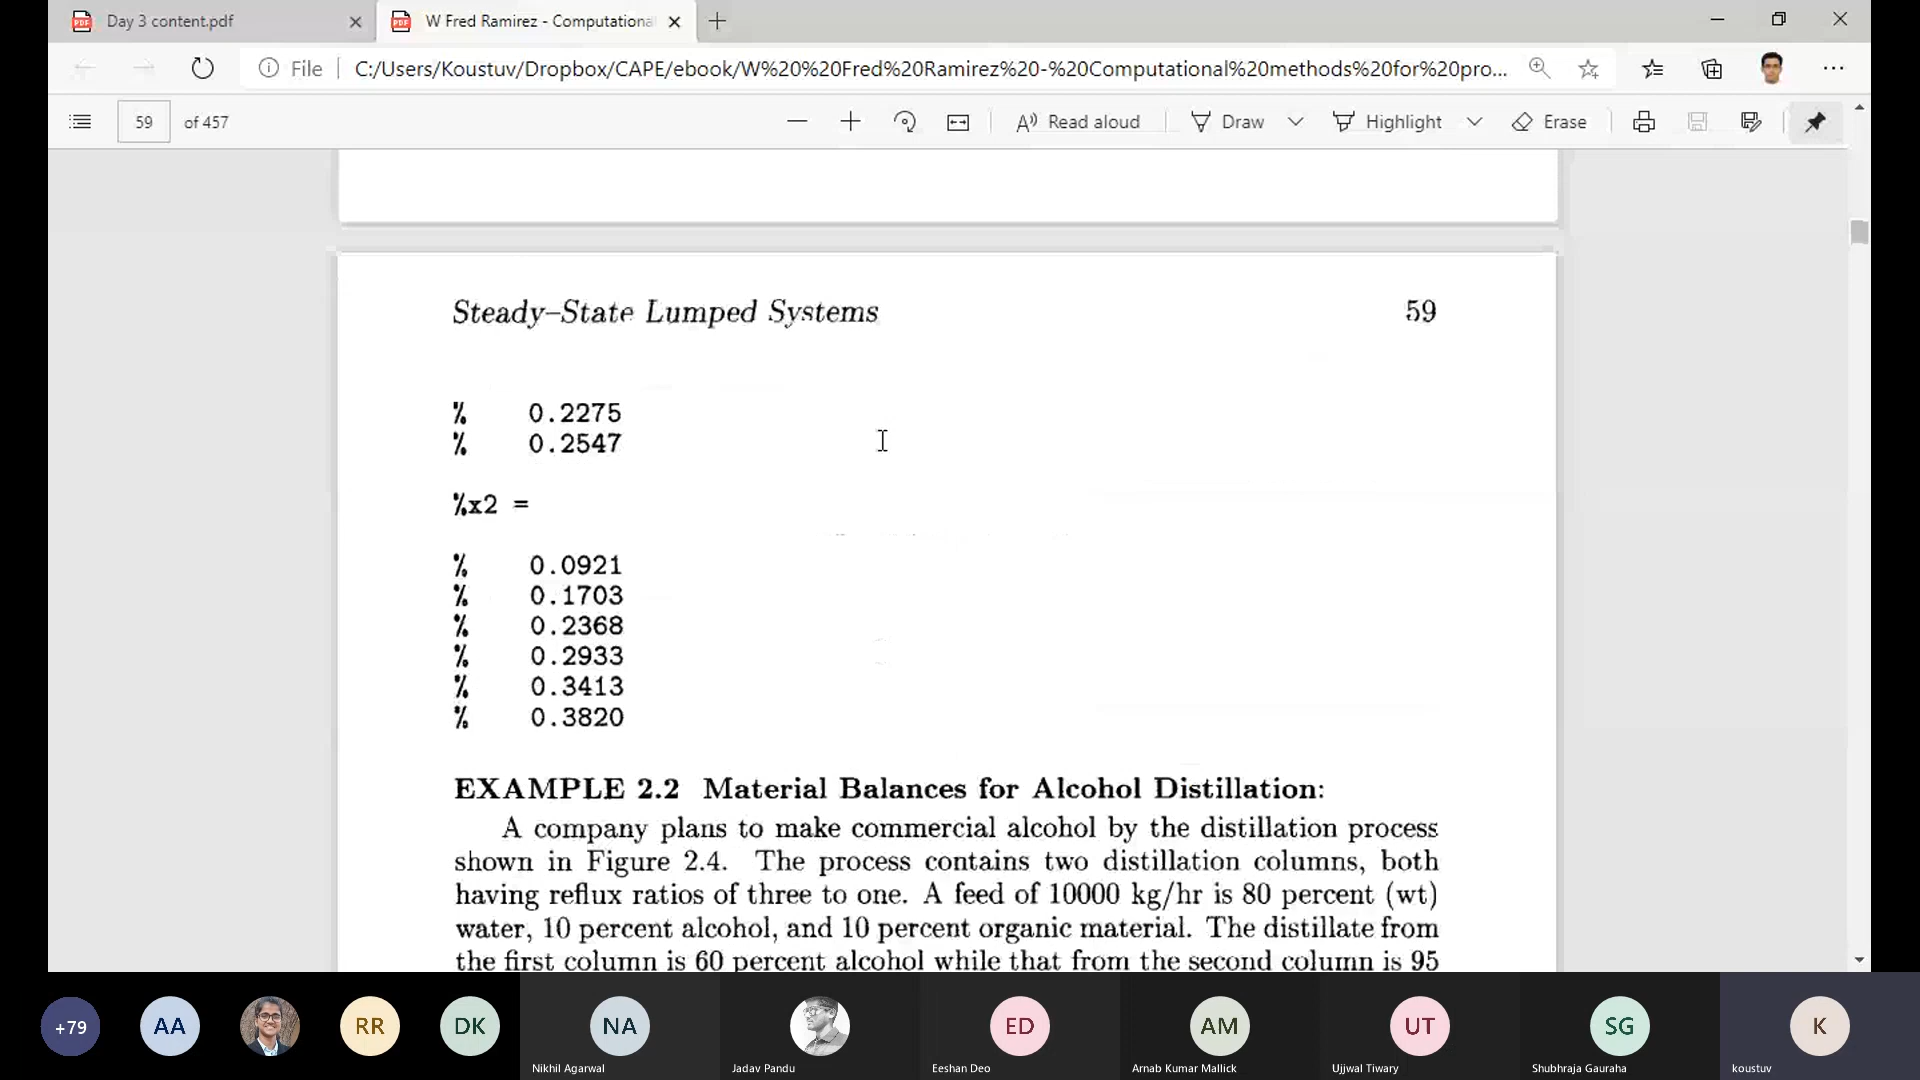 Day 3 content.pdf
W Fred Ramirez - Computationa
File
C:/Users/Koustuv/Dropbox/CAPE/ebook/W%20%20Fred%20Ramirez%20-%20Computational%20methods%20for%20pro...
59 of 457
Read aloud
Draw
Highlight
Erase
Steady–State Lumped Systems 59
% 0.2275
% 0.2547
%x2 =
% 0.0921
% 0.1703
% 0.2368
% 0.2933
% 0.3413
% 0.3820
EXAMPLE 2.2 Material Balances for Alcohol Distillation:
A company plans to make commercial alcohol by the distillation process
shown in Figure 2.4. The process contains two distillation columns, both
having reflux ratios of three to one. A feed of 10000 kg/hr is 80 percent (wt)
water, 10 percent alcohol, and 10 percent organic material. The distillate from
the first column is 60 percent alcohol while that from the second column is 95
+79
AA
RR
DK
NA
ED
AM
UT
SG
K
Nikhil Agarwal
Jadav Pandu
Eeshan Deo
Arnab Kumar Mallick
Ujjwal Tiwary
Shubhraja Gauraha
koustuv